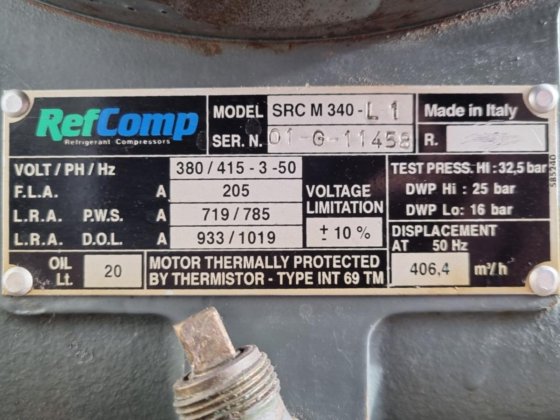 RefComp
Refrigerant Compressors
MODEL SRC M 340-L 1
SER. N. 01-G-11458
Made in Italy
R.
VOLT / PH / Hz 380 / 415 - 3 -50
F.L.A. A 205
L.R.A. P.W.S. A 719 / 785
L.R.A. D.O.L. A 933 / 1019
VOLTAGE
LIMITATION
± 10 %
TEST PRESS. Hi : 32,5 bar
DWP Hi : 25 bar
DWP Lo: 16 bar
DISPLACEMENT
AT 50 Hz
406,4 m³/h
OIL
Lt. 20
MOTOR THERMALLY PROTECTED
BY THERMISTOR - TYPE INT 69 TM